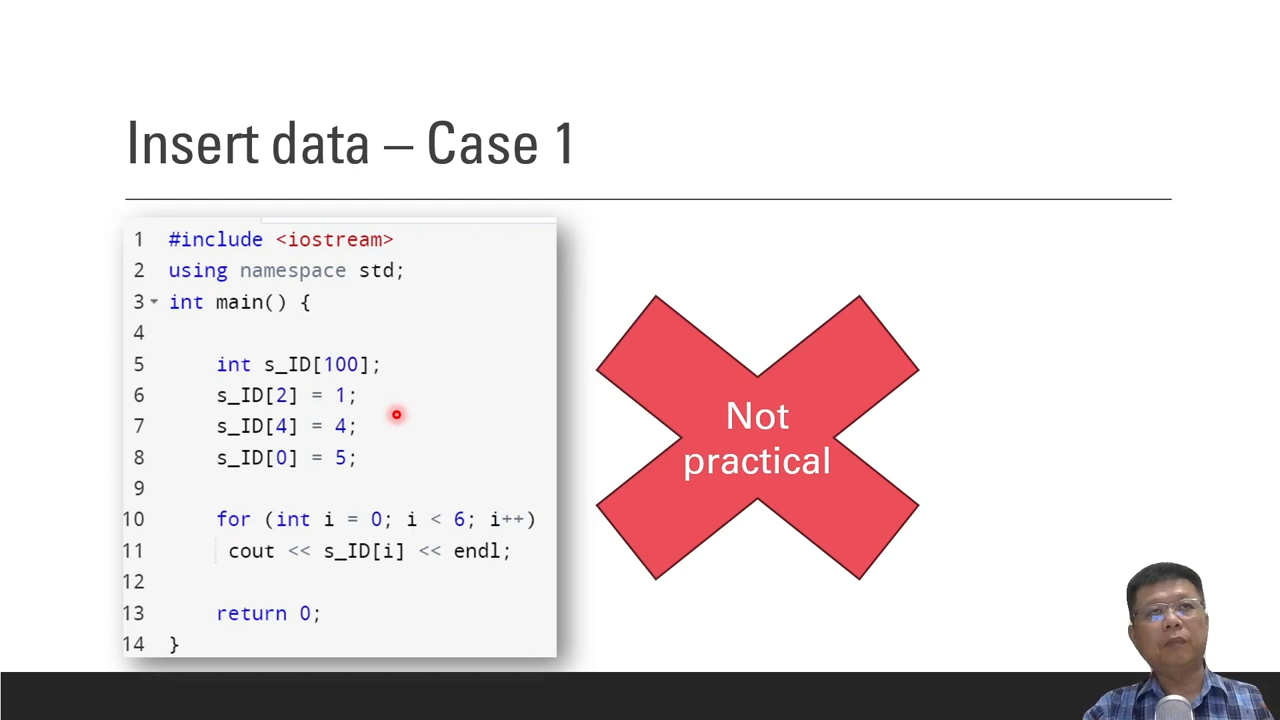 Insert data – Case 1
1 #include <iostream>
2 using namespace std;
3 int main() {
4
5 int s_ID[100];
6 s_ID[2] = 1;
7 s_ID[4] = 4;
8 s_ID[0] = 5;
9
10 for (int i = 0; i < 6; i++)
11 cout << s_ID[i] << endl;
12
13 return 0;
14 }
Not
practical